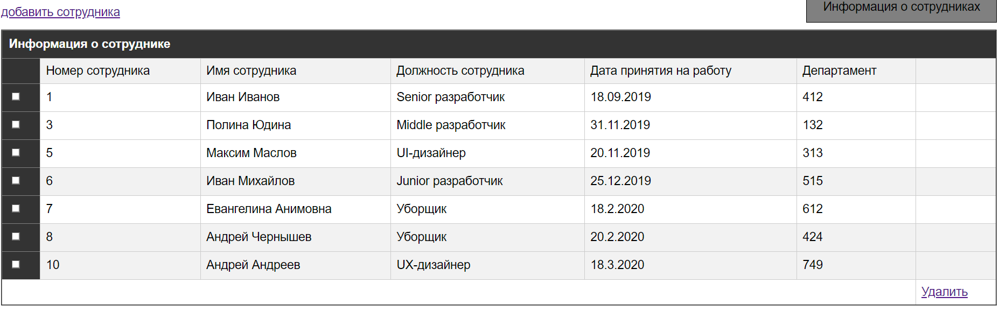 добавить сотрудника
Информация о сотрудниках
Информация о сотруднике
Номер сотрудника Имя сотрудника Должность сотрудника Дата принятия на работу Департамент
1 Иван Иванов Senior разработчик 18.09.2019 412
3 Полина Юдина Middle разработчик 31.11.2019 132
5 Максим Маслов UI-дизайнер 20.11.2019 313
6 Иван Михайлов Junior разработчик 25.12.2019 515
7 Евангелина Анимовна Уборщик 18.2.2020 612
8 Андрей Чернышев Уборщик 20.2.2020 424
10 Андрей Андреев UX-дизайнер 18.3.2020 749
Удалить